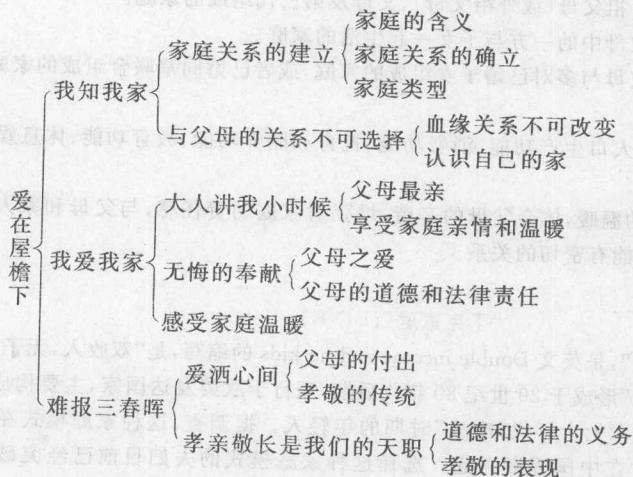 爱在屋檐下
我知我家
家庭关系的建立
家庭的含义
家庭关系的确立
家庭类型
与父母的关系不可选择
血缘关系不可改变
认识自己的家
我爱我家
大人讲我小时候
父母最亲
享受家庭亲情和温暖
无悔的奉献
父母之爱
父母的道德和法律责任
感受家庭温暖
难报三春晖
爱洒心间
父母的付出
孝敬的传统
孝亲敬长是我们的天职
道德和法律的义务
孝敬的表现